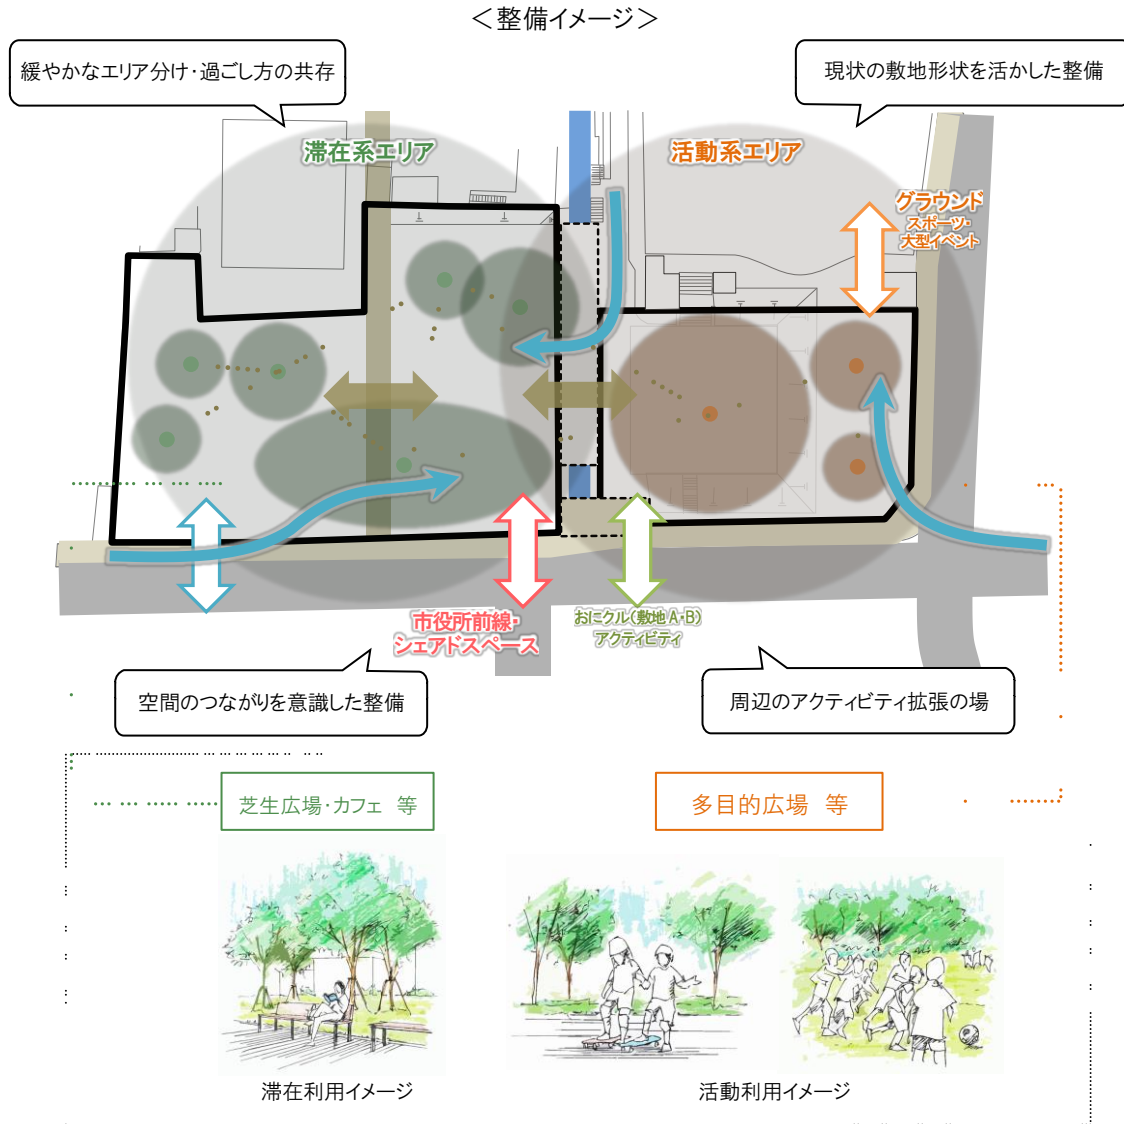 ＜整備イメージ＞
緩やかなエリア分け・過ごし方の共存
現状の敷地形状を活かした整備
滞在系エリア
活動系エリア
グラウンド
スポーツ・
大型イベント
市役所前線・
シェアドスペース
おにクル(敷地A・B)
アクティビティ
空間のつながりを意識した整備
周辺のアクティビティ拡張の場
芝生広場・カフェ　等
多目的広場　等
滞在利用イメージ
活動利用イメージ